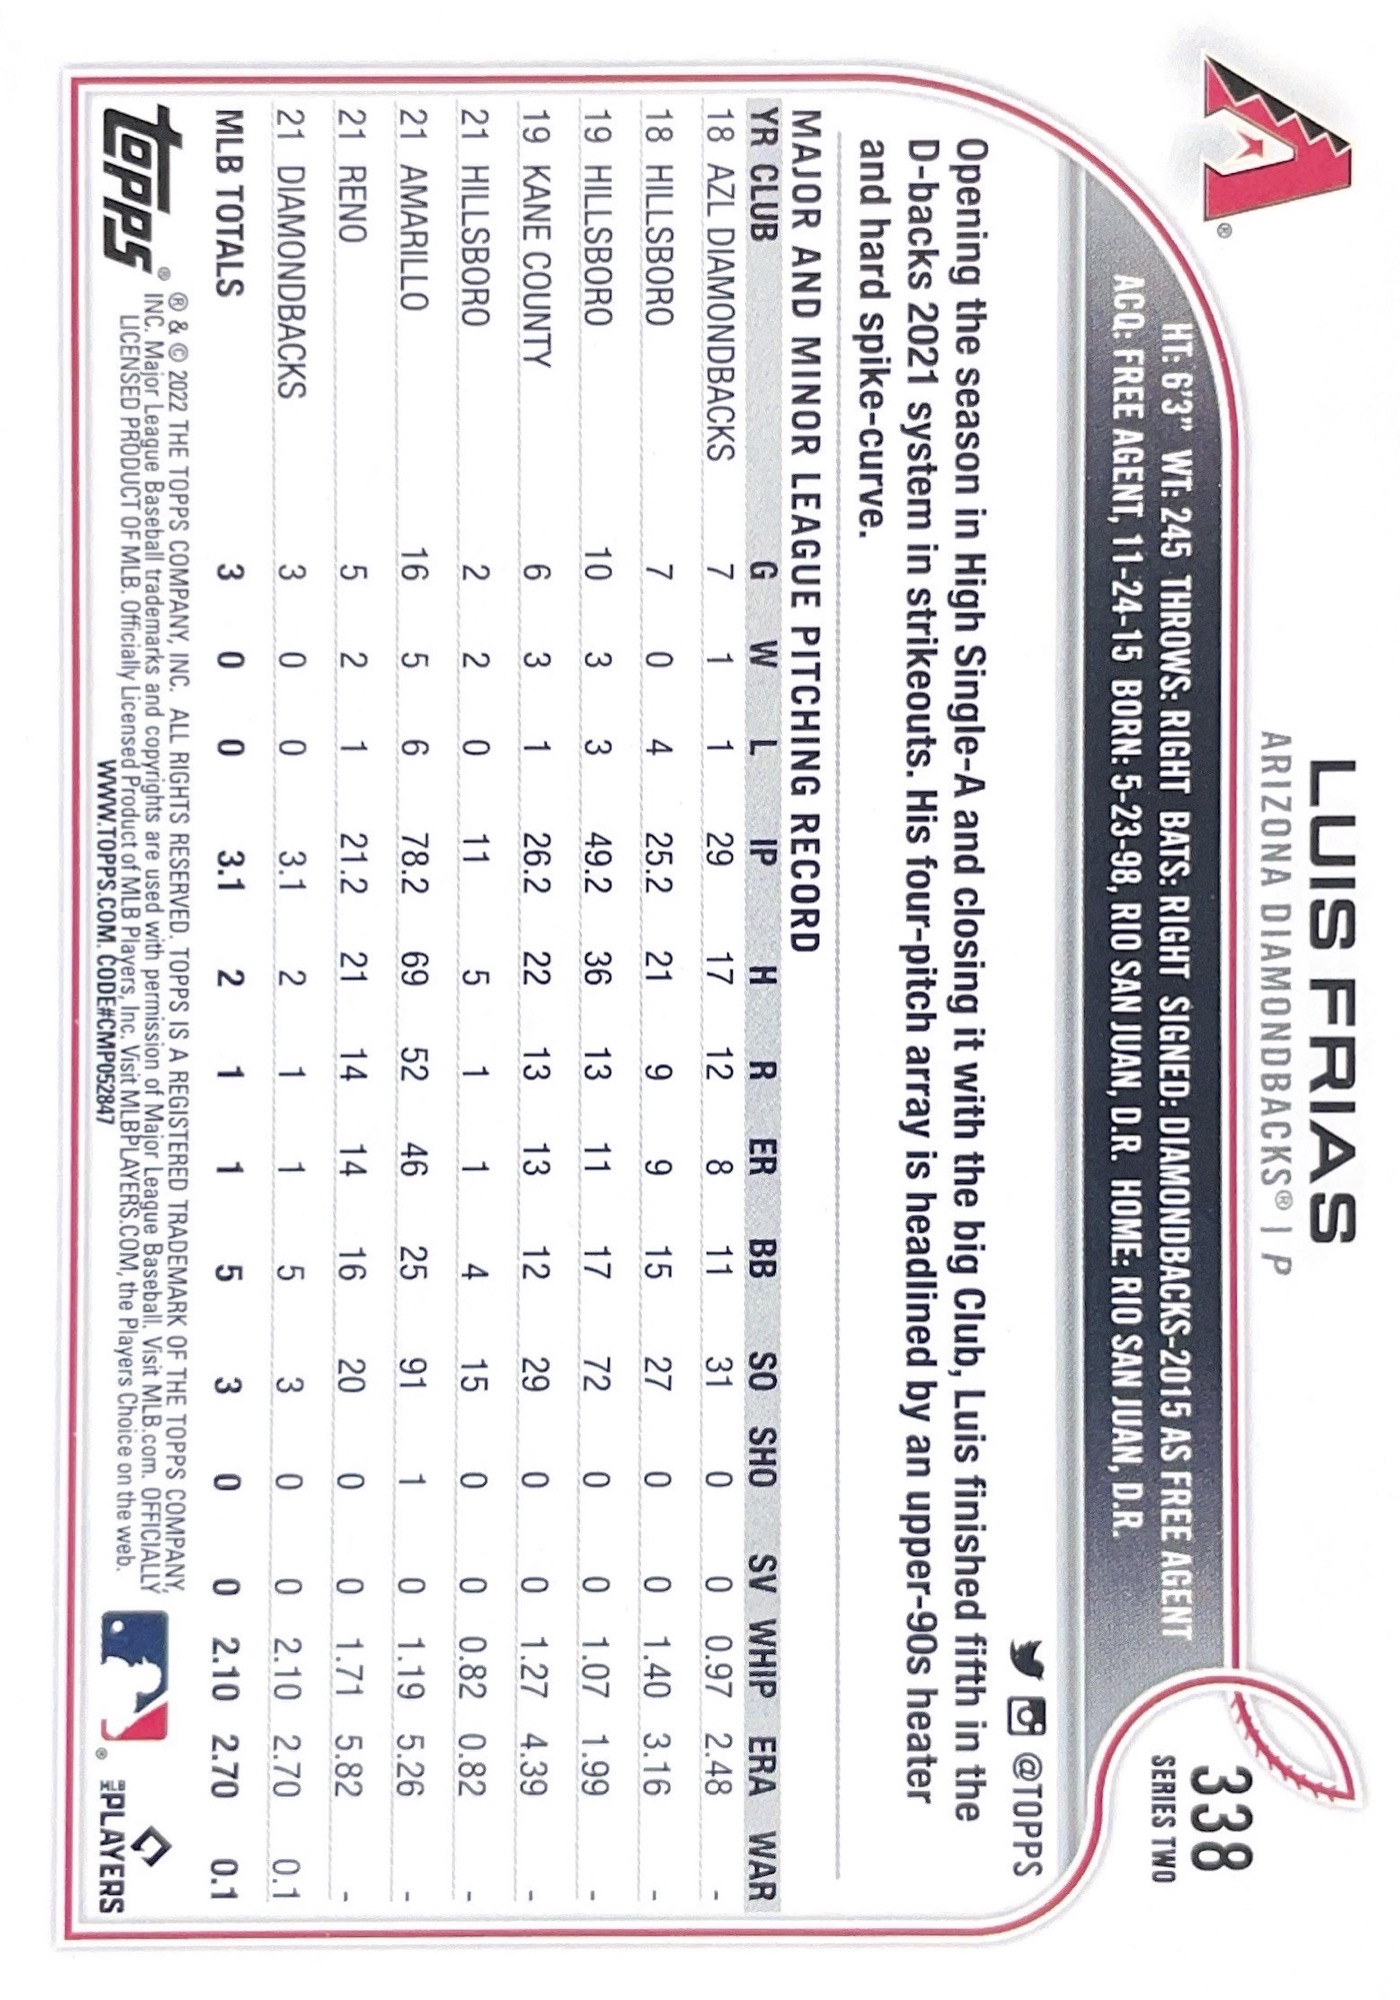 LUIS FRIAS
ARIZONA DIAMONDBACKS® | P
338
SERIES TWO
HT: 6'3" WT: 245 THROWS: RIGHT BATS: RIGHT SIGNED: DIAMONDBACKS-2015 AS FREE AGENT
ACQ: FREE AGENT, 11-24-15 BORN: 5-23-98, RIO SAN JUAN, D.R. HOME: RIO SAN JUAN, D.R.
@TOPPS
Opening the season in High Single-A and closing it with the big Club, Luis finished fifth in the
D-backs 2021 system in strikeouts. His four-pitch array is headlined by an upper-90s heater
and hard spike-curve.
MAJOR AND MINOR LEAGUE PITCHING RECORD
YR CLUB G W L IP H R ER BB SO SHO SV WHIP ERA WAR
18 AZL DIAMONDBACKS 7 1 1 29 17 12 8 11 31 0 0 0.97 2.48 -
18 HILLSBORO 7 0 4 25.2 21 9 9 15 27 0 0 1.40 3.16 -
19 HILLSBORO 10 3 3 49.2 36 13 11 17 72 0 0 1.07 1.99 -
19 KANE COUNTY 6 3 1 26.2 22 13 13 12 29 0 0 1.27 4.39 -
21 HILLSBORO 2 2 0 11 5 1 1 4 15 0 0 0.82 0.82 -
21 AMARILLO 16 5 6 78.2 69 52 46 25 91 1 0 1.19 5.26 -
21 RENO 5 2 1 21.2 21 14 14 16 20 0 0 1.71 5.82 -
21 DIAMONDBACKS 3 0 0 3.1 2 1 1 5 3 0 0 2.10 2.70 0.1
MLB TOTALS 3 0 0 3.1 2 1 1 5 3 0 0 2.10 2.70 0.1
topps®
® & © 2022 THE TOPPS COMPANY, INC. ALL RIGHTS RESERVED. TOPPS IS A REGISTERED TRADEMARK OF THE TOPPS COMPANY,
INC. Major League Baseball trademarks and copyrights are used with permission of Major League Baseball. Visit MLB.com. OFFICIALLY
LICENSED PRODUCT OF MLB. Officially Licensed Product of MLB Players, Inc. Visit MLBPLAYERS.COM, the Players Choice on the web.
WWW.TOPPS.COM. CODE#CMP052847
MLB PLAYERS